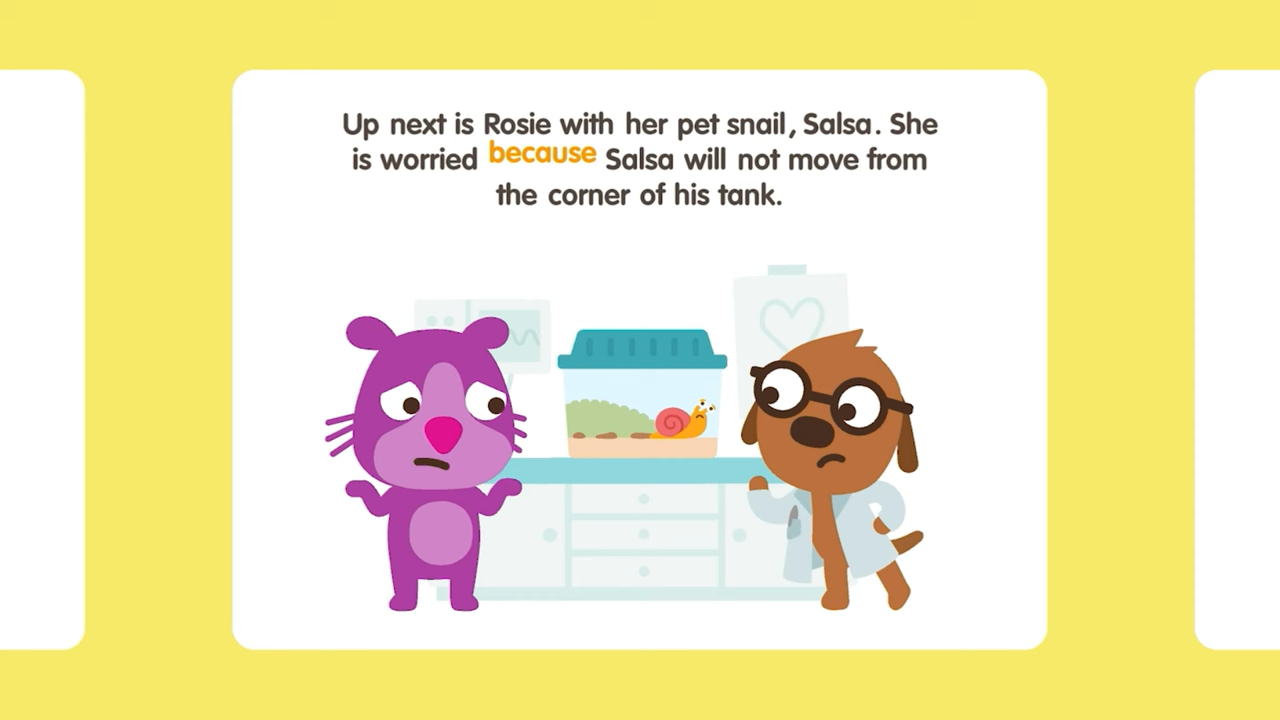 Up next is Rosie with her pet snail, Salsa. She
is worried because Salsa will not move from
the corner of his tank.